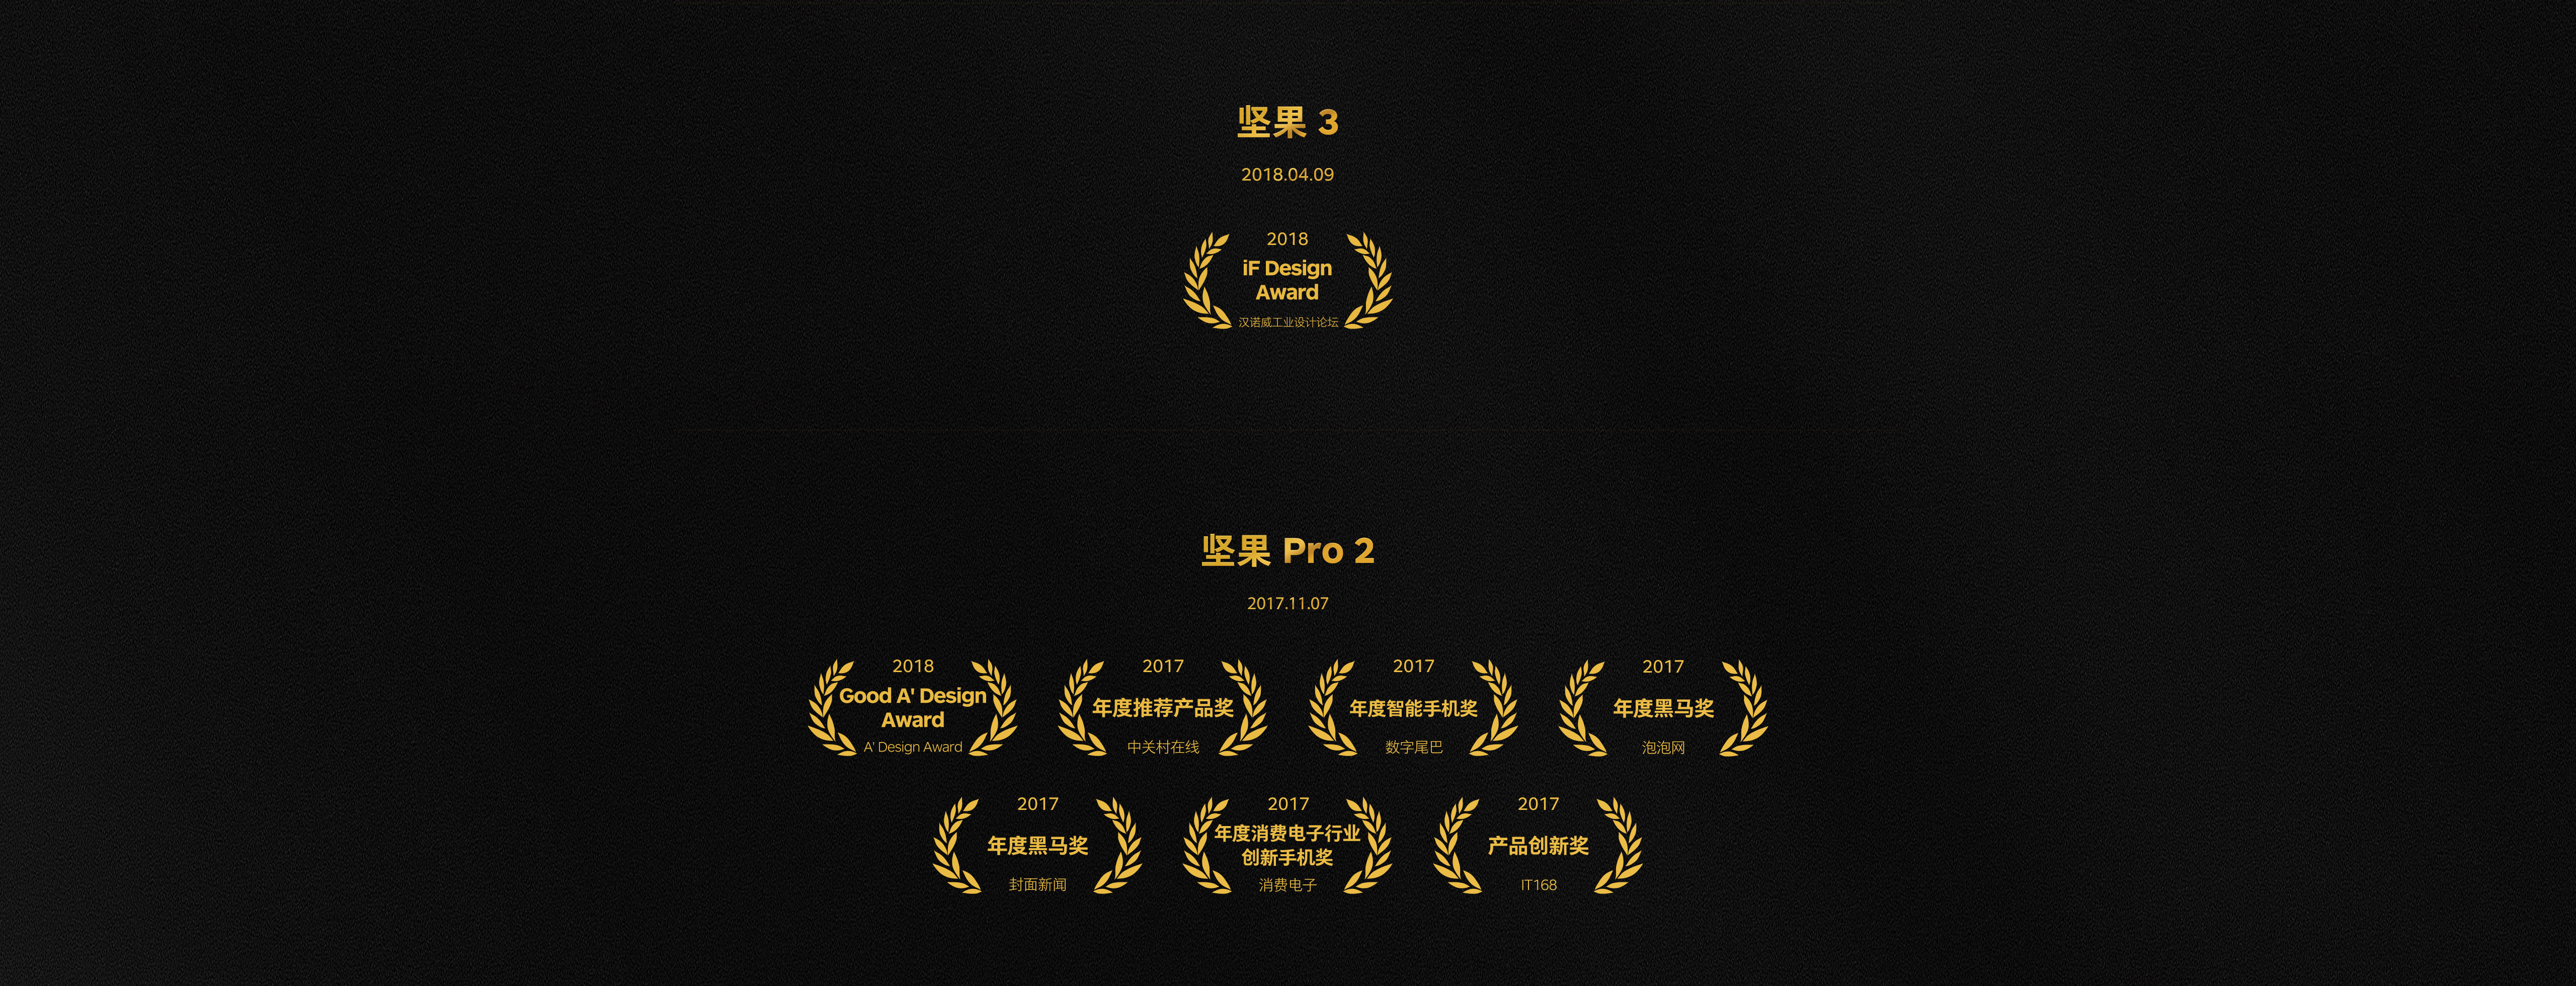 坚果 3
2018.04.09
2018
iF Design
Award
汉诺威工业设计论坛
坚果 Pro 2
2017.11.07
2018
Good A' Design
Award
A' Design Award
2017
年度推荐产品奖
中关村在线
2017
年度智能手机奖
数字尾巴
2017
年度黑马奖
泡泡网
2017
年度黑马奖
封面新闻
2017
年度消费电子行业
创新手机奖
消费电子
2017
产品创新奖
IT168